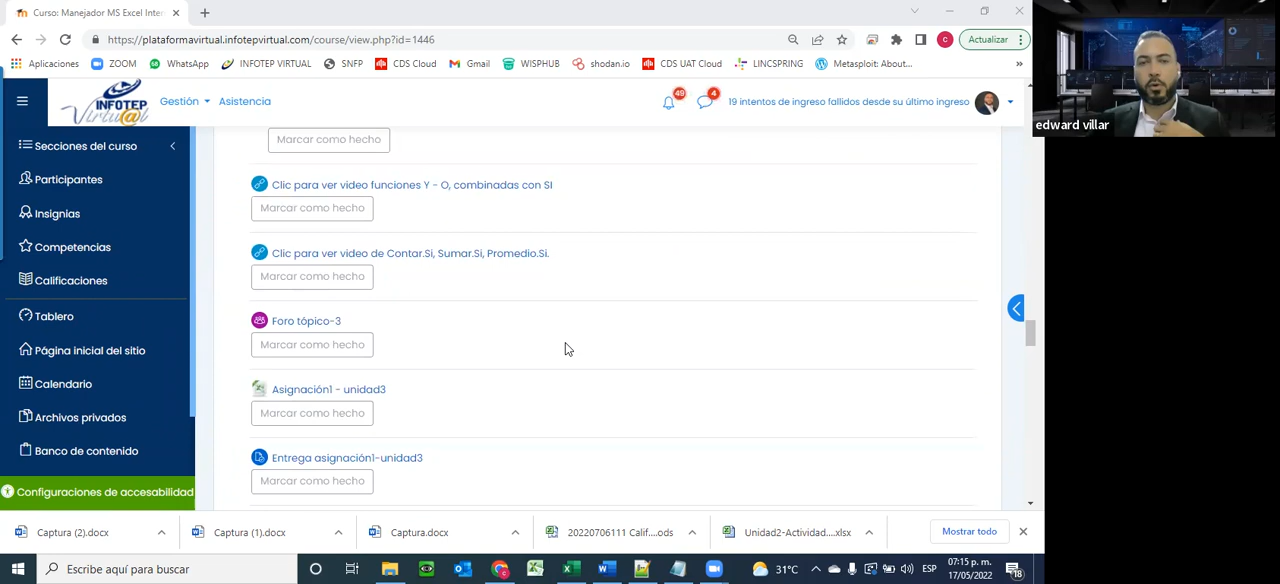 Curso: Manejador MS Excel Inter
https://plataformavirtual.infotepvirtual.com/course/view.php?id=1446
Actualizar
Aplicaciones ZOOM WhatsApp INFOTEP VIRTUAL SNFP CDS Cloud Gmail WISPHUB shodan.io CDS UAT Cloud LINCSPRING Metasploit: About...
INFOTEP
Virtu@l
Gestión Asistencia 49 4 19 intentos de ingreso fallidos desde su último ingreso
edward villar
Secciones del curso
Participantes
Insignias
Competencias
Calificaciones
Tablero
Página inicial del sitio
Calendario
Archivos privados
Banco de contenido
Configuraciones de accesabilidad
Marcar como hecho
Clic para ver video funciones Y - O, combinadas con SI
Marcar como hecho
Clic para ver video de Contar.Si, Sumar.Si, Promedio.Si.
Marcar como hecho
Foro tópico-3
Marcar como hecho
Asignación1 - unidad3
Marcar como hecho
Entrega asignación1-unidad3
Marcar como hecho
Captura (2).docx Captura (1).docx Captura.docx 20220706111 Calif....ods Unidad2-Actividad....xlsx Mostrar todo
Escribe aquí para buscar
31°C ESP
07:15 p. m.
17/05/2022
18